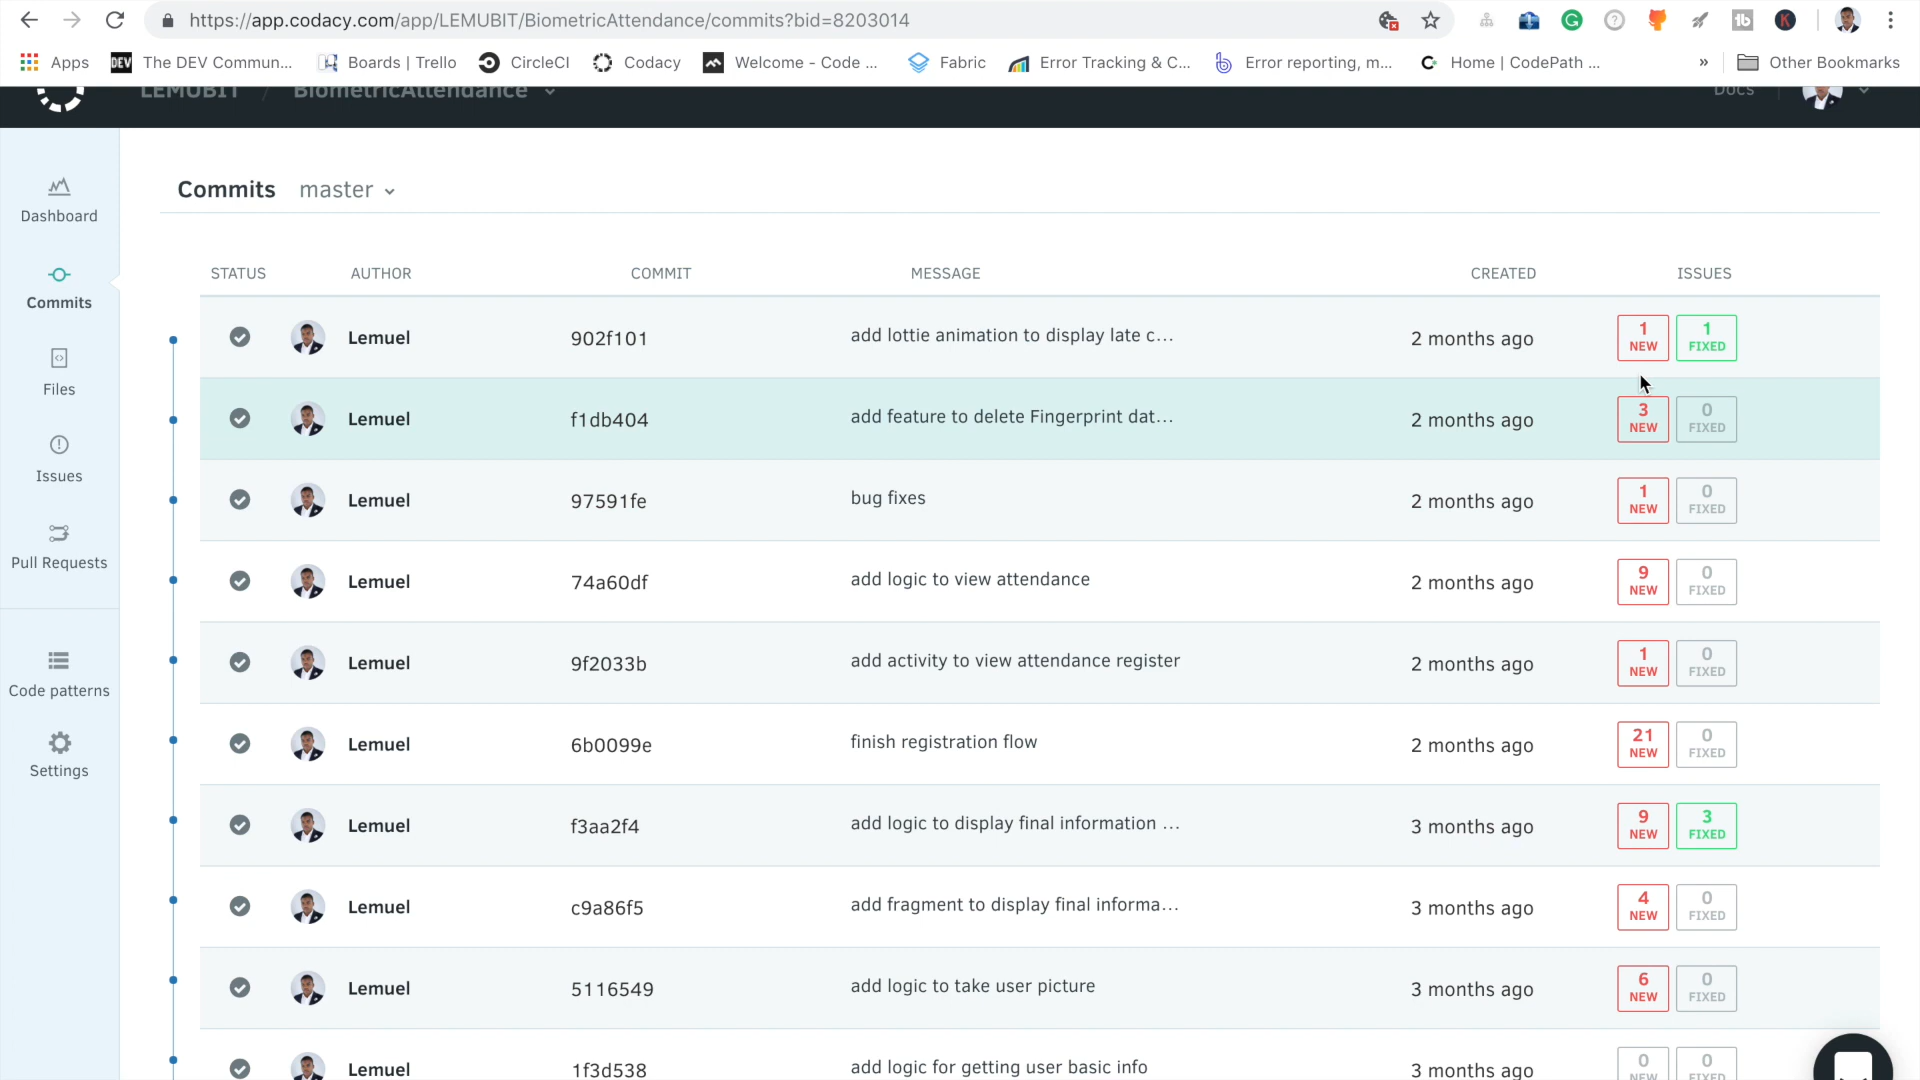 https://app.codacy.com/app/LEMUBIT/BiometricAttendance/commits?bid=8203014
Apps DEV The DEV Commun... Boards | Trello CircleCI Codacy Welcome - Code ... Fabric Error Tracking & C... Error reporting, m... Home | CodePath ... » Other Bookmarks
LEMUBIT / BiometricAttendance Docs
Commits master
Dashboard
Commits
Files
Issues
Pull Requests
Code patterns
Settings
STATUS AUTHOR COMMIT MESSAGE CREATED ISSUES
Lemuel 902f101 add lottie animation to display late c... 2 months ago 1 NEW 1 FIXED
Lemuel f1db404 add feature to delete Fingerprint dat... 2 months ago 3 NEW 0 FIXED
Lemuel 97591fe bug fixes 2 months ago 1 NEW 0 FIXED
Lemuel 74a60df add logic to view attendance 2 months ago 9 NEW 0 FIXED
Lemuel 9f2033b add activity to view attendance register 2 months ago 1 NEW 0 FIXED
Lemuel 6b0099e finish registration flow 2 months ago 21 NEW 0 FIXED
Lemuel f3aa2f4 add logic to display final information ... 3 months ago 9 NEW 3 FIXED
Lemuel c9a86f5 add fragment to display final informa... 3 months ago 4 NEW 0 FIXED
Lemuel 5116549 add logic to take user picture 3 months ago 6 NEW 0 FIXED
Lemuel 1f3d538 add logic for getting user basic info 3 months ago 0 NEW 0 FIXED